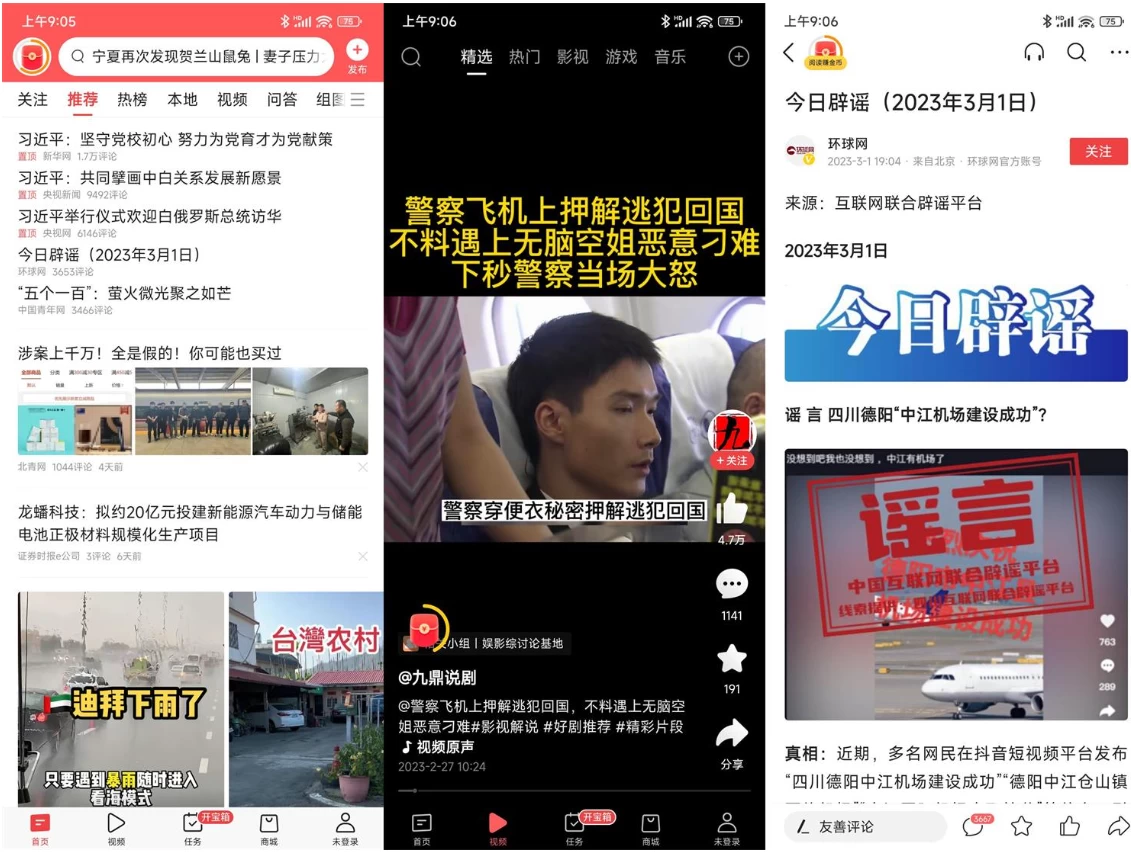 上午9:05
75
宁夏再次发现贺兰山鼠兔 | 妻子压力
发布
关注 推荐 热榜 本地 视频 问答 组图
习近平：坚守党校初心 努力为党育才为党献策
置顶 新华网 1.7万评论
习近平：共同擘画中白关系发展新愿景
置顶 央视新闻 9492评论
习近平举行仪式欢迎白俄罗斯总统访华
置顶 央视网 6146评论
今日辟谣（2023年3月1日）
环球网 3653评论
“五个一百”：萤火微光聚之如芒
中国青年网 3466评论
涉案上千万！全是假的！你可能也买过
北青网 1044评论 4天前
龙蟠科技：拟约20亿元投建新能源汽车动力与储能
电池正极材料规模化生产项目
证券时报e公司 3评论 6天前
迪拜下雨了
只要遇到暴雨随时进入
看海模式
台灣农村
开宝箱
首页 视频 任务 商城 未登录
上午9:06
75
精选 热门 影视 游戏 音乐
警察飞机上押解逃犯回国
不料遇上无脑空姐恶意刁难
下秒警察当场大怒
九
+关注
警察穿便衣秘密押解逃犯回国
4.7万
1141
191
分享
小组 | 娱影综讨论基地
@九鼎说剧
@警察飞机上押解逃犯回国，不料遇上无脑空
姐恶意刁难#影视解说 #好剧推荐 #精彩片段
视频原声
2023-2-27 10:24
开宝箱
首页 视频 任务 商城 未登录
上午9:06
75
阅读赚金币
今日辟谣（2023年3月1日）
环球网
2023-3-1 19:04 · 来自北京 · 环球网官方账号
关注
来源：互联网联合辟谣平台
2023年3月1日
今日辟谣
谣 言 四川德阳“中江机场建设成功”？
没想到吧我也没想到，中江有机场了
谣言
中国互联网联合辟谣平台
机场建设成功
763
289
真相：近期，多名网民在抖音短视频平台发布
“四川德阳中江机场建设成功”“德阳中江仓山镇
友善评论
3667